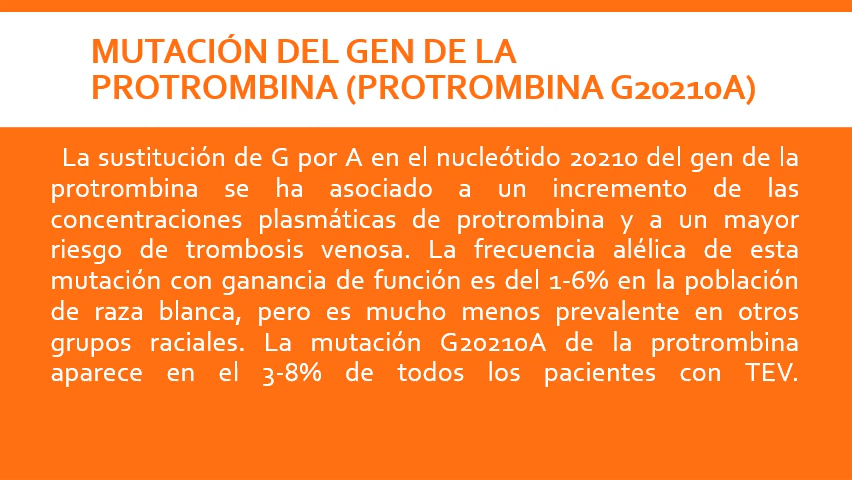 MUTACIÓN DEL GEN DE LA
PROTROMBINA (PROTROMBINA G20210A)
La sustitución de G por A en el nucleótido 20210 del gen de la
protrombina se ha asociado a un incremento de las
concentraciones plasmáticas de protrombina y a un mayor
riesgo de trombosis venosa. La frecuencia alélica de esta
mutación con ganancia de función es del 1-6% en la población
de raza blanca, pero es mucho menos prevalente en otros
grupos raciales. La mutación G20210A de la protrombina
aparece en el 3-8% de todos los pacientes con TEV.